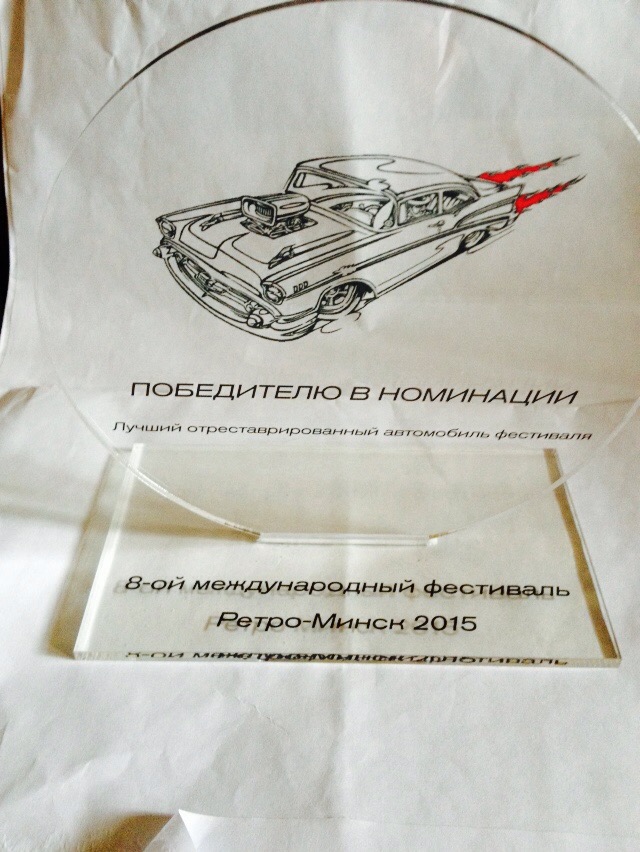 ПОБЕДИТЕЛЮ В НОМИНАЦИИ
Лучший отреставрированный автомобиль фестиваля
8-ой международный фестиваль
Ретро-Минск 2015